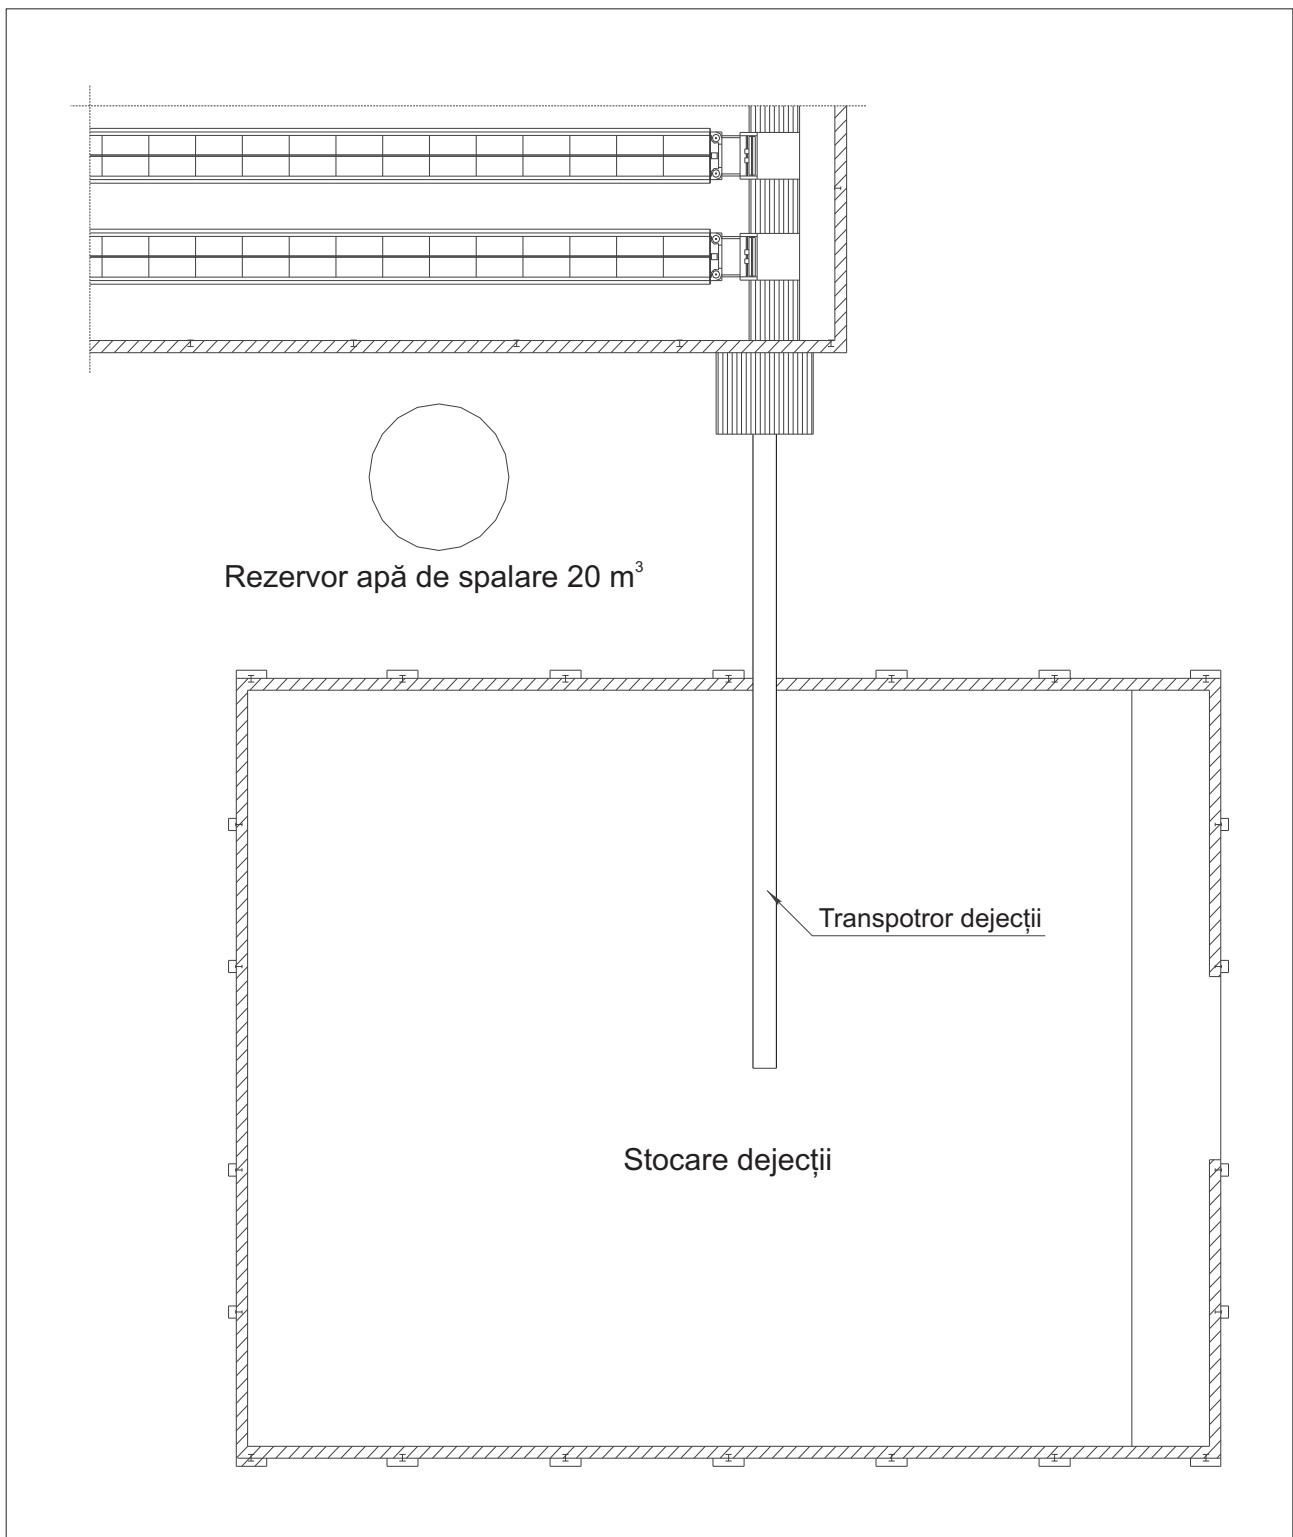 Rezervor apă de spalare 20 m³
Transpotror dejecții
Stocare dejecții